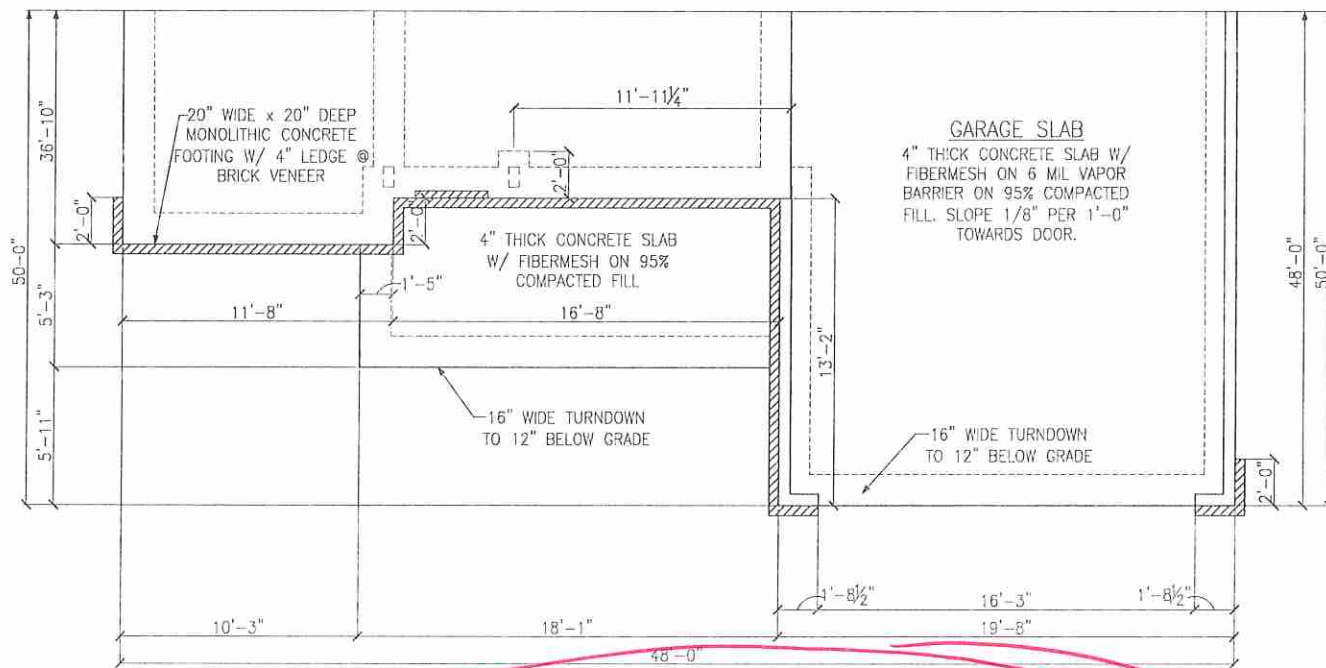 11'-11¼"
36'-10"
20" WIDE x 20" DEEP
MONOLITHIC CONCRETE
FOOTING W/ 4" LEDGE @
BRICK VENEER
GARAGE SLAB
4" THICK CONCRETE SLAB W/
FIBERMESH ON 6 MIL VAPOR
BARRIER ON 95% COMPACTED
FILL. SLOPE 1/8" PER 1'-0"
TOWARDS DOOR.
2'-0"
2'-0"
2'-0"
50-0"
4" THICK CONCRETE SLAB
W/ FIBERMESH ON 95%
COMPACTED FILL
48'-0"
50'-0"
1'-5"
5'-3"
11'-8"
16'-8"
13'-2"
16" WIDE TURNDOWN
TO 12" BELOW GRADE
16" WIDE TURNDOWN
TO 12" BELOW GRADE
5'-11"
2'-0"
1'-8½"
16'-3"
1'-8½"
10'-3"
18'-1"
19'-8"
48'-0"